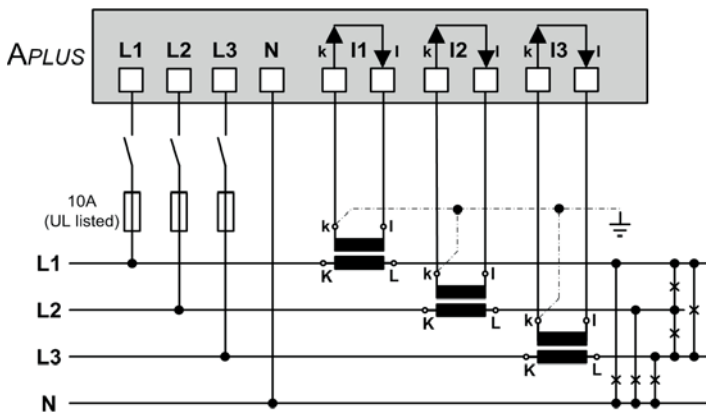 L1 L2 L3 N k I1 l k I2 l k I3 l
APLUS
10A
(UL listed)
k l
L1 K L
k l
L2 K L
k l
L3 K L
N